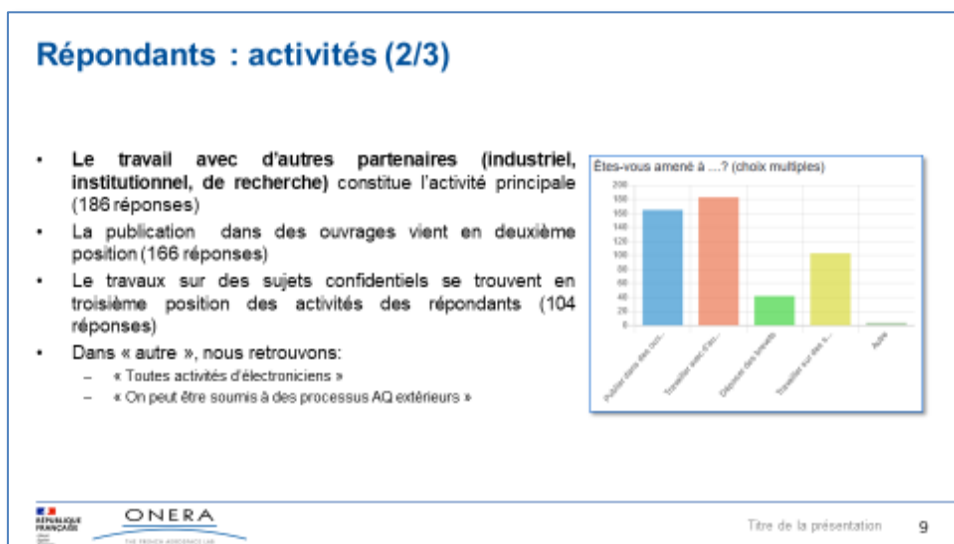 Répondants : activités (2/3)
• Le travail avec d'autres partenaires (industriel,
institutionnel, de recherche) constitue l'activité principale
(186 réponses)
• La publication dans des ouvrages vient en deuxième
position (166 réponses)
• Le travaux sur des sujets confidentiels se trouvent en
troisième position des activités des répondants (104
réponses)
• Dans « autre », nous retrouvons:
– « Toutes activités d'électroniciens »
– « On peut être soumis à des processus AQ extérieurs »
Êtes-vous amené à ....? (choix multiples)
200
180
160
140
120
100
80
60
40
20
0
Publier dans des ouv...
Travailler avec d'au...
Déposer des brevets
Travailler sur des s...
Autre
RÉPUBLIQUE
FRANÇAISE
ONERA
THE FRENCH AEROSPACE LAB
Titre de la présentation
9